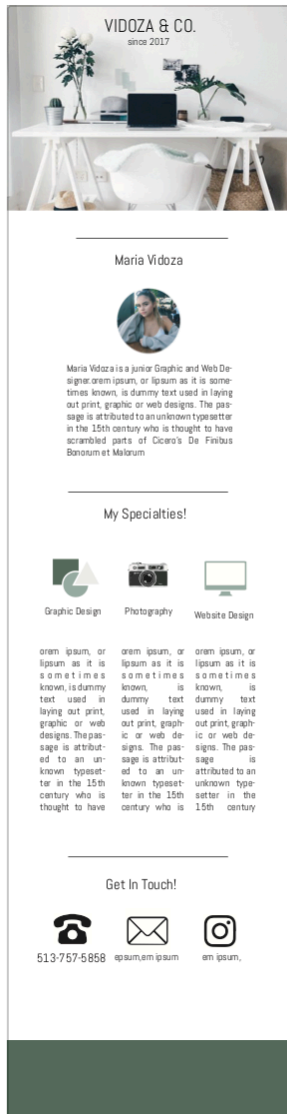 VIDOZA & CO.
since 2017
Maria Vidoza
Maria Vidoza is a junior Graphic and Web De-
signer.orem ipsum, or lipsum as it is some-
times known, is dummy text used in laying
out print, graphic or web designs. The pas-
sage is attributed to an unknown typesetter
in the 15th century who is thought to have
scrambled parts of Cicero's De Finibus
Bonorum et Malorum
My Specialties!
Graphic Design
Photography
Website Design
orem ipsum, or
lipsum as it is
sometimes
known, is dummy
text used in
laying out print,
graphic or web
designs. The pas-
sage is attribut-
ed to an un-
known typeset-
ter in the 15th
century who is
thought to have
orem ipsum, or
lipsum as it is
sometimes
known, is
dummy text
used in laying
out print, graph-
ic or web de-
signs. The pas-
sage is attribut-
ed to an un-
known typeset-
ter in the 15th
century who is
orem ipsum, or
lipsum as it is
sometimes
known, is
dummy text
used in laying
out print, graph-
ic or web de-
signs. The pas-
sage is
attributed to an
unknown type-
setter in the
15th century
Get In Touch!
513-757-5858
epsum,em ipsum
em ipsum,